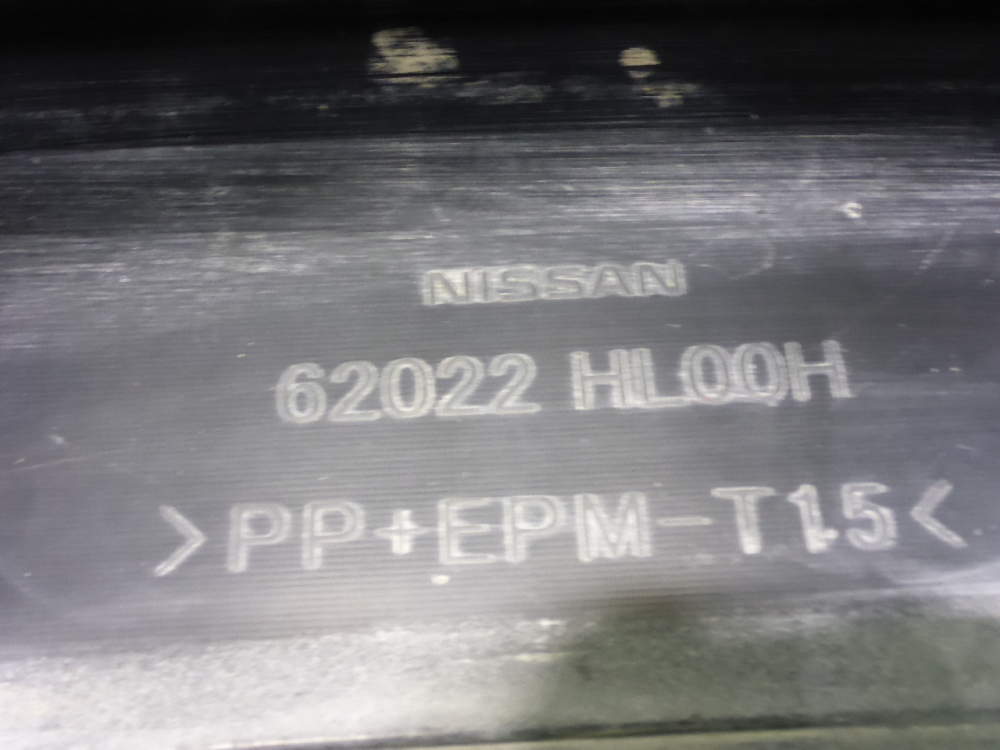 NISSAN
62022 HL00H
>PP+EPM-T15<